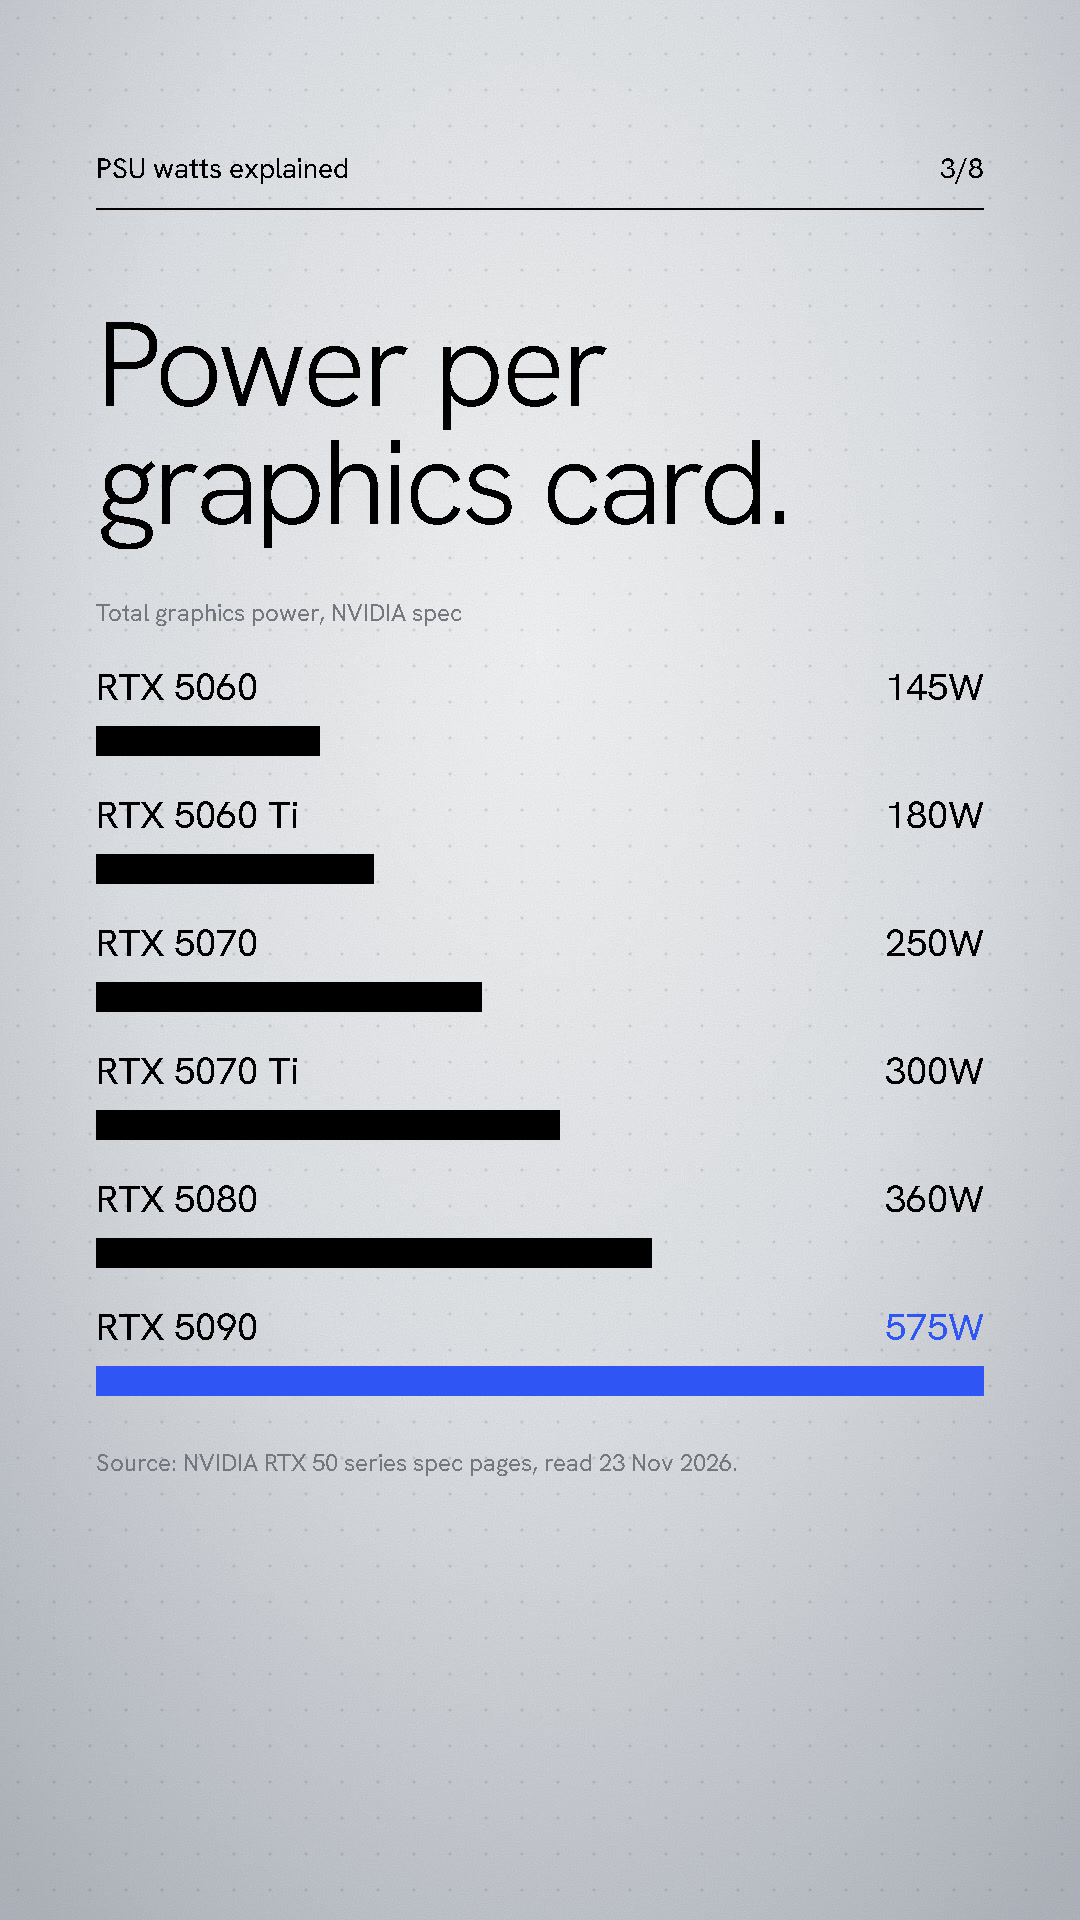 PSU watts explained 3/8
Power per
graphics card.
Total graphics power, NVIDIA spec
RTX 5060 145W
RTX 5060 Ti 180W
RTX 5070 250W
RTX 5070 Ti 300W
RTX 5080 360W
RTX 5090 575W
Source: NVIDIA RTX 50 series spec pages, read 23 Nov 2026.